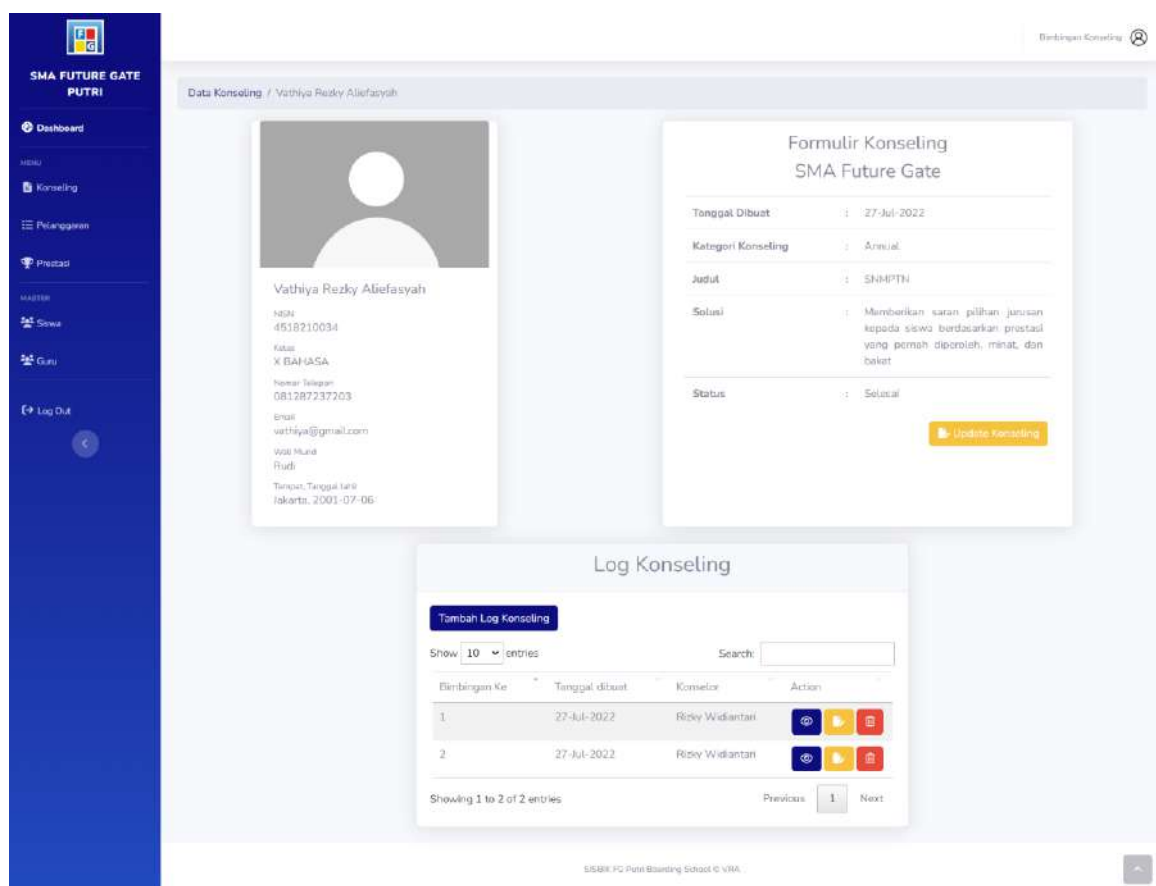 F
G
SMA FUTURE GATE
PUTRI
Dashboard
MENU
Konseling
Pelanggaran
Prestasi
MASTER
Siswa
Guru
Log Out
Bimbingan Konseling
Data Konseling / Vathiya Rezky Aliefasyah
Vathiya Rezky Aliefasyah
NISN
4518210034
Kelas
X BAHASA
Nomor Telepon
081287237203
Email
vathiya@gmail.com
Wali Murid
Rudi
Tempat, Tanggal lahir
Jakarta, 2001-07-06
Formulir Konseling
SMA Future Gate
Tanggal Dibuat : 27-Jul-2022
Kategori Konseling : Annual
Judul : SNMPTN
Solusi : Memberikan saran pilihan jurusan
kepada siswa berdasarkan prestasi
yang pernah diperoleh, minat, dan
bakat
Status : Selesai
Update Konseling
Log Konseling
Tambah Log Konseling
Show 10 entries Search:
Bimbingan Ke Tanggal dibuat Konselor Action
1 27-Jul-2022 Rizky Widiantari
2 27-Jul-2022 Rizky Widiantari
Showing 1 to 2 of 2 entries
Previous 1 Next
SISBK FG Putri Boarding School © VRA